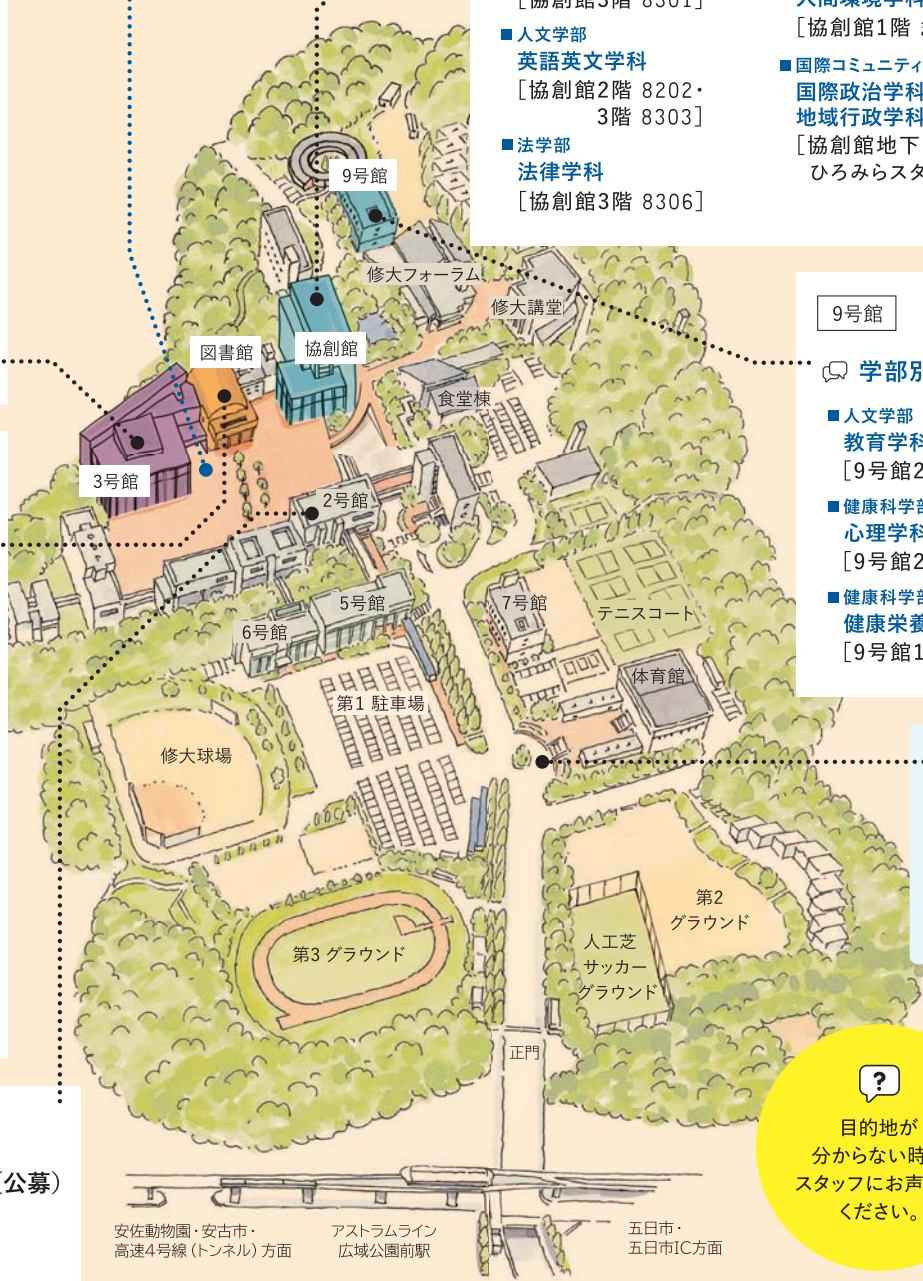 [協創館3階 8301]
■人文学部
英語英文学科
[協創館2階 8202・
3階 8303]
■法学部
法律学科
[協創館3階 8306]
人間環境学科
[協創館1階
■国際コミュニティ
国際政治学科
地域行政学科
[協創館地下
ひろみらスタ
9号館
修大フォーラム
修大講堂
図書館
協創館
食堂棟
3号館
2号館
9号館
学部別
■人文学部
教育学科
[9号館2
■健康科学部
心理学科
[9号館2
■健康科学部
健康栄養
[9号館1
5号館
6号館
7号館
テニスコート
体育館
第1 駐車場
修大球場
第2
グラウンド
第3 グラウンド
人工芝
サッカー
グラウンド
正門
?
目的地が
分からない時
スタッフにお声
ください。
(公募)
安佐動物園・安古市・
高速4号線(トンネル)方面
アストラムライン
広域公園前駅
五日市・
五日市IC方面